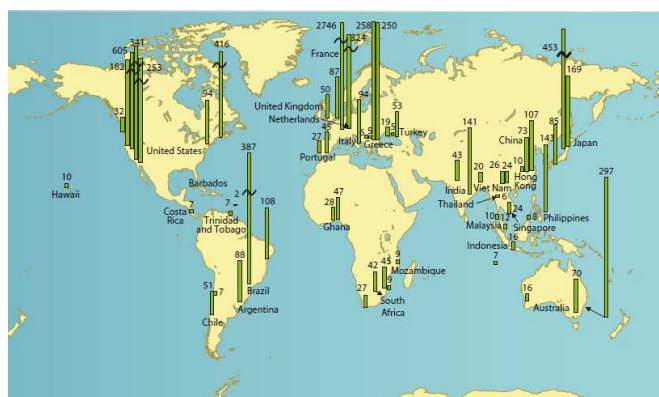 2746
258
250
341
324
605
416
453
France
182
253
169
87
94
50
94
United Kingdom
53
32
Netherlands
19
107
45
141
73
85
6
5
5
Turkey
China
Italy
27
Greece
143
Japan
United States
Portugal
387
43
20
26
24
10
297
Hong
Kong
India
Viet Nam
Barbados
10
Hawaii
2
47
Thailand
6
Costa
Rica
7
7
108
28
24
Philippines
Trinidad
and Tobago
10
12
8
Ghana
Malaysia
Singapore
Indonesia
16
88
9
7
42
45
Mozambique
51
7
Brazil
9
70
27
South
Africa
16
Argentina
Australia
Chile